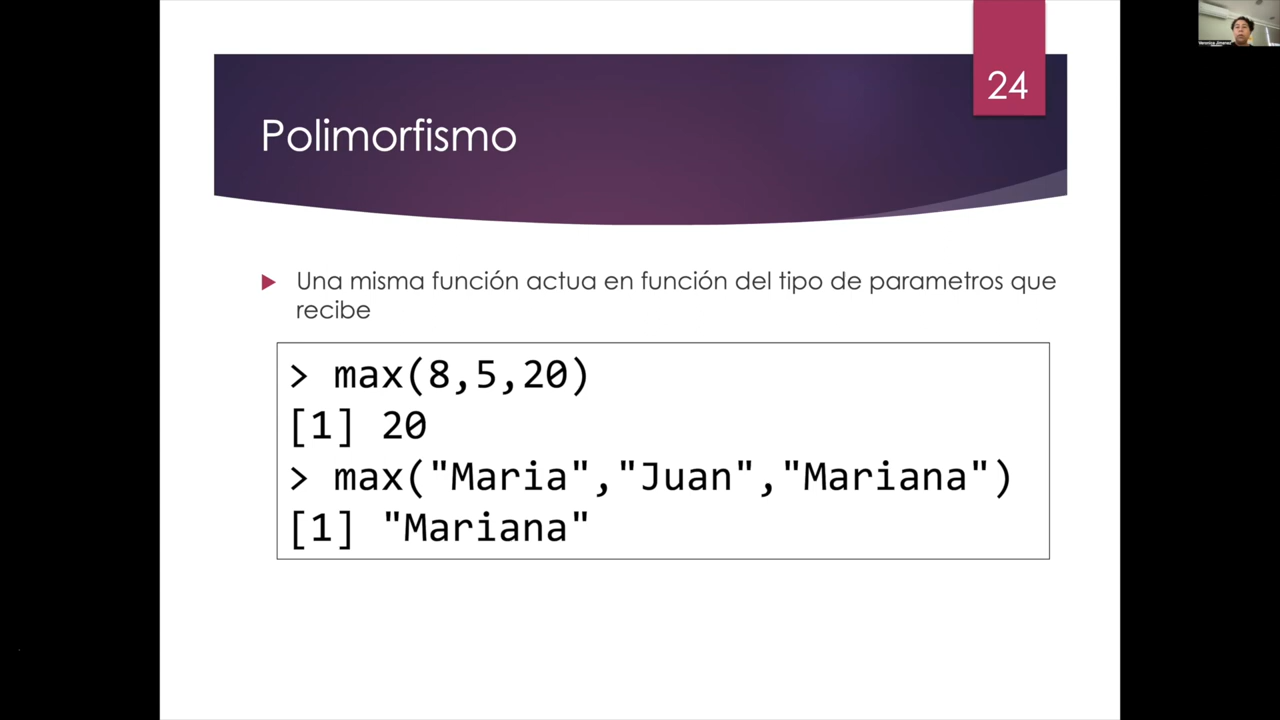 24
Polimorfismo
Una misma función actua en función del tipo de parametros que
recibe
> max(8,5,20)
[1] 20
> max("Maria","Juan","Mariana")
[1] "Mariana"